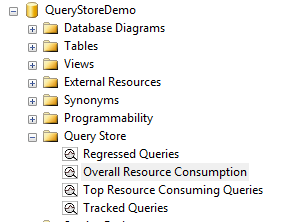 QueryStoreDemo
Database Diagrams
Tables
Views
External Resources
Synonyms
Programmability
Query Store
Regressed Queries
Overall Resource Consumption
Top Resource Consuming Queries
Tracked Queries